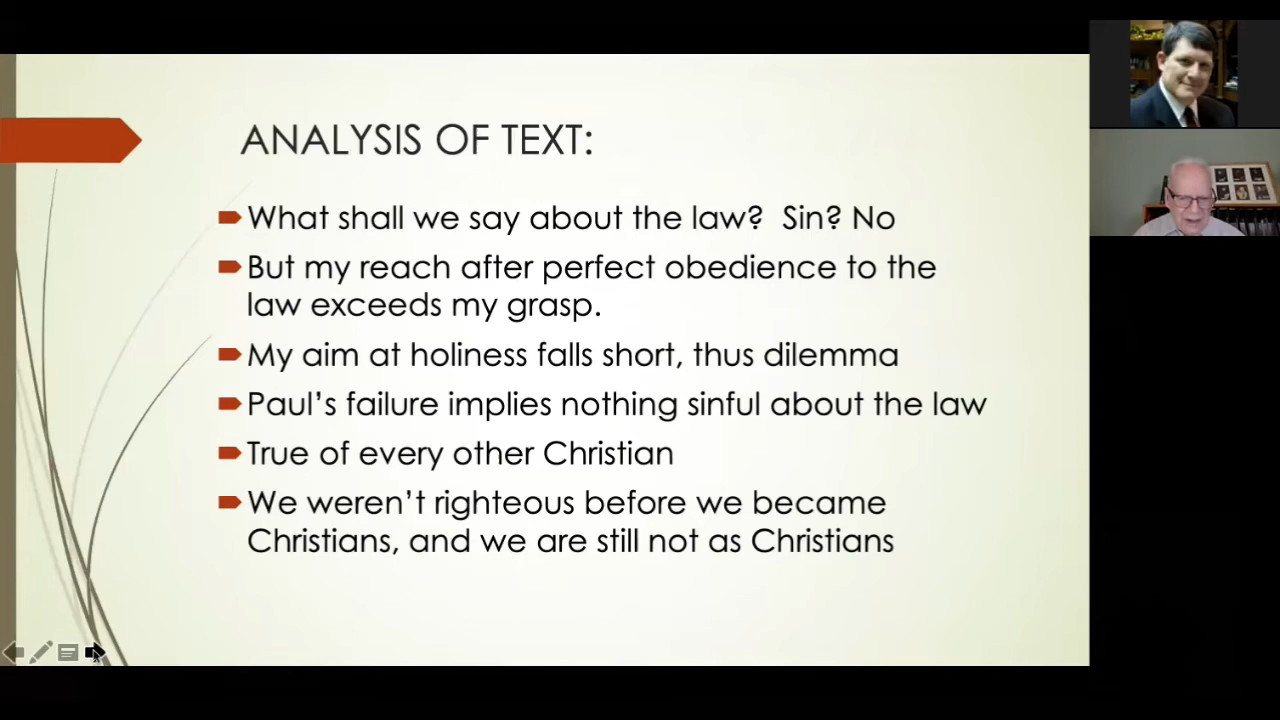 ANALYSIS OF TEXT:
What shall we say about the law?  Sin? No
But my reach after perfect obedience to the
law exceeds my grasp.
My aim at holiness falls short, thus dilemma
Paul’s failure implies nothing sinful about the law
True of every other Christian
We weren’t righteous before we became
Christians, and we are still not as Christians